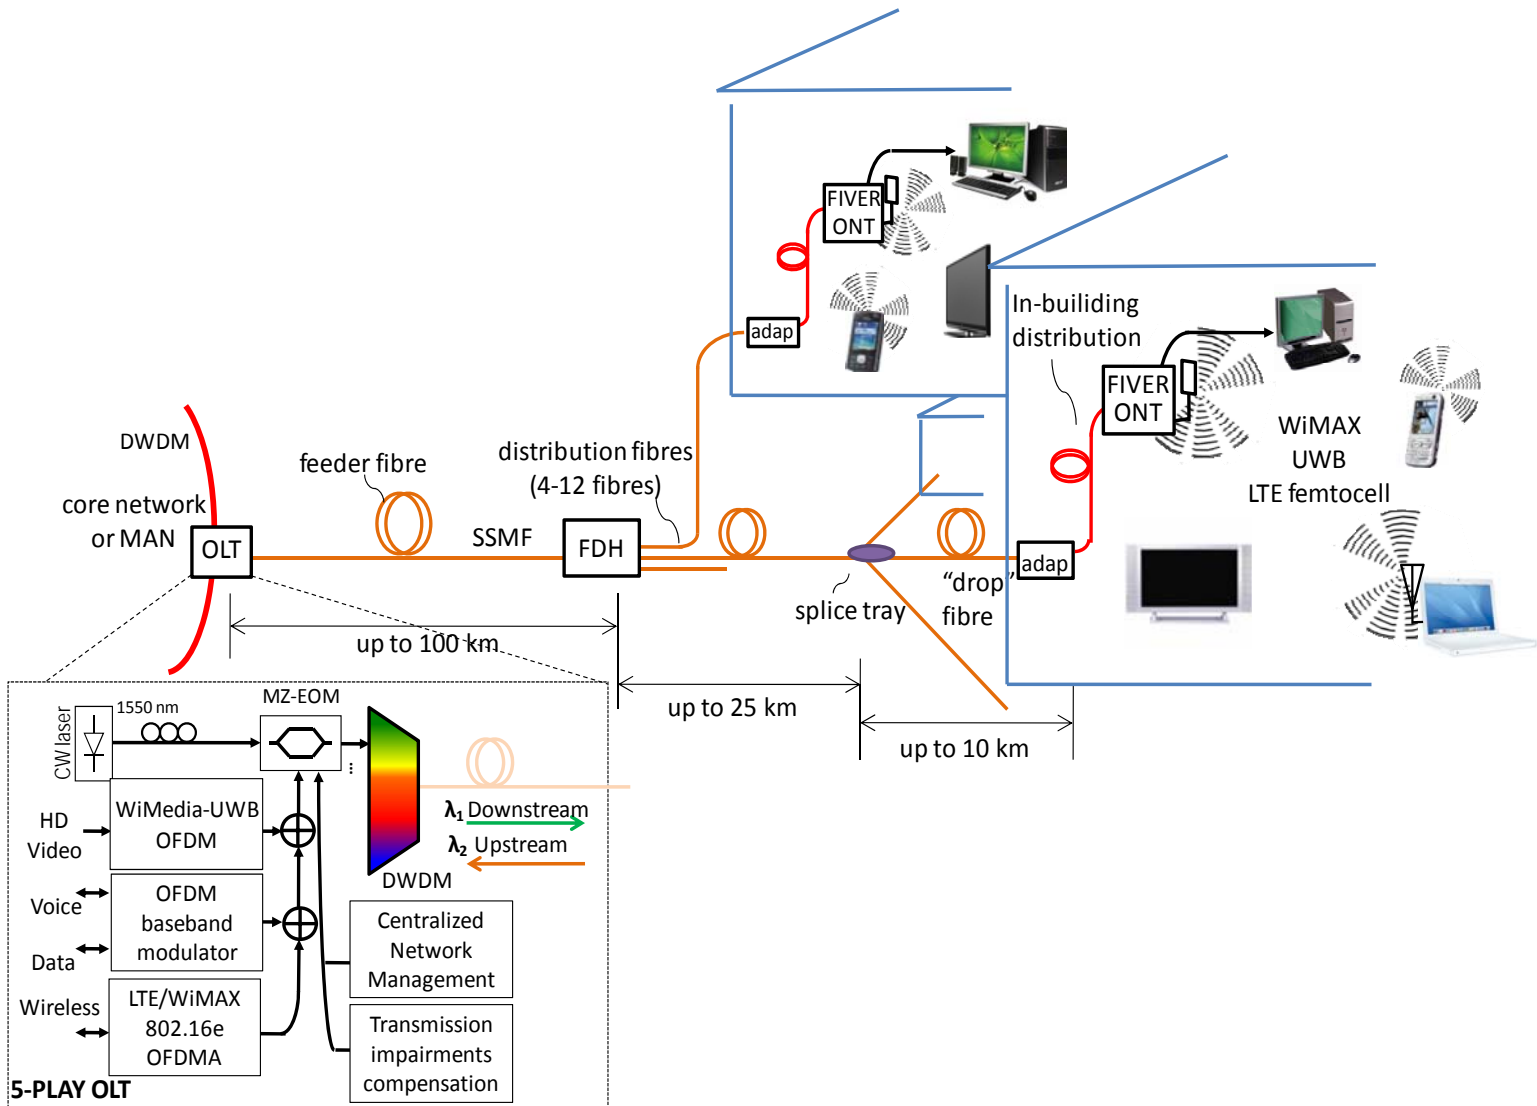 FIVER
ONT
adap
In-builiding
distribution
FIVER
ONT
WiMAX
UWB
LTE femtocell
adap
DWDM
core network
or MAN
OLT
feeder fibre
SSMF
distribution fibres
(4-12 fibres)
FDH
splice tray
“drop”
fibre
up to 100 km
up to 25 km
up to 10 km
CW laser
1550 nm
MZ-EOM
...
HD
Video
WiMedia-UWB
OFDM
λ1 Downstream
λ2 Upstream
DWDM
Voice
Data
OFDM
baseband
modulator
Centralized
Network
Management
Wireless
LTE/WiMAX
802.16e
OFDMA
Transmission
impairments
compensation
5-PLAY OLT